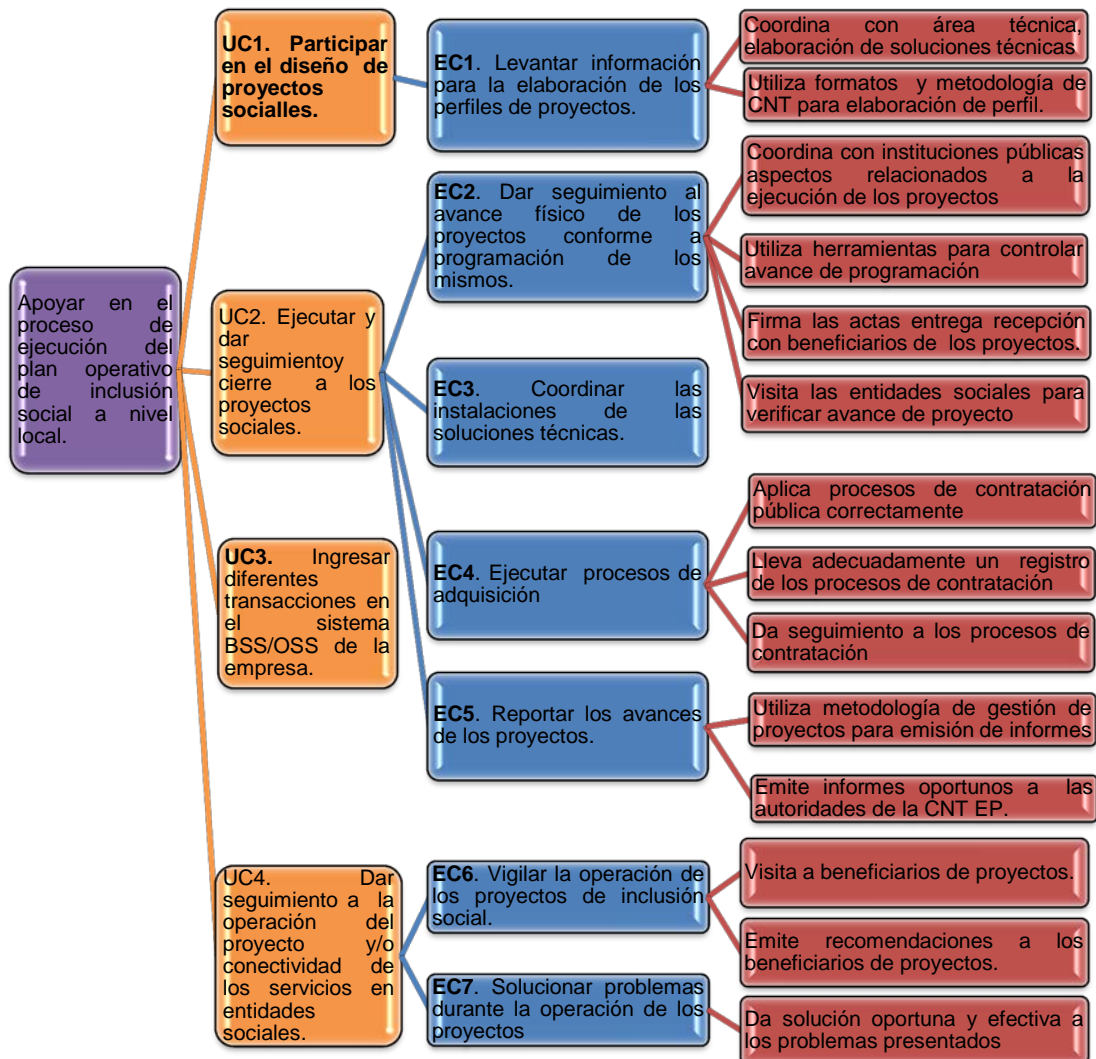 Apoyar en el
proceso de
ejecución del
plan operativo
de inclusión
social a nivel
local.
UC1. Participar
en el diseño de
proyectos
socialles.
EC1. Levantar información
para la elaboración de los
perfiles de proyectos.
Coordina con área técnica,
elaboración de soluciones técnicas
Utiliza formatos y metodología de
CNT para elaboración de perfil.
UC2. Ejecutar y
dar
seguimientoy
cierre a los
proyectos
sociales.
EC2. Dar seguimiento al
avance físico de los
proyectos conforme a
programación de los
mismos.
Coordina con instituciones públicas
aspectos relacionados a la
ejecución de los proyectos
Utiliza herramientas para controlar
avance de programación
Firma las actas entrega recepción
con beneficiarios de los proyectos.
Visita las entidades sociales para
verificar avance de proyecto
EC3. Coordinar las
instalaciones de las
soluciones técnicas.
EC4. Ejecutar procesos de
adquisición
Aplica procesos de contratación
pública correctamente
Lleva adecuadamente un registro
de los procesos de contratación
Da seguimiento a los procesos de
contratación
EC5. Reportar los avances
de los proyectos.
Utiliza metodología de gestión de
proyectos para emisión de informes
Emite informes oportunos a las
autoridades de la CNT EP.
UC3. Ingresar
diferentes
transacciones en
el sistema
BSS/OSS de la
empresa.
UC4. Dar
seguimiento a la
operación del
proyecto y/o
conectividad de
los servicios en
entidades
sociales.
EC6. Vigilar la operación de
los proyectos de inclusión
social.
Visita a beneficiarios de proyectos.
Emite recomendaciones a los
beneficiarios de proyectos.
EC7. Solucionar problemas
durante la operación de los
proyectos
Da solución oportuna y efectiva a
los problemas presentados